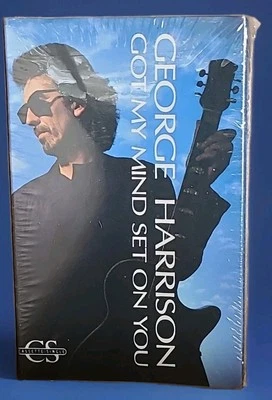 GEORGE HARRISON
GOT MY MIND SET ON YOU
CS
CASSETTE SINGLE